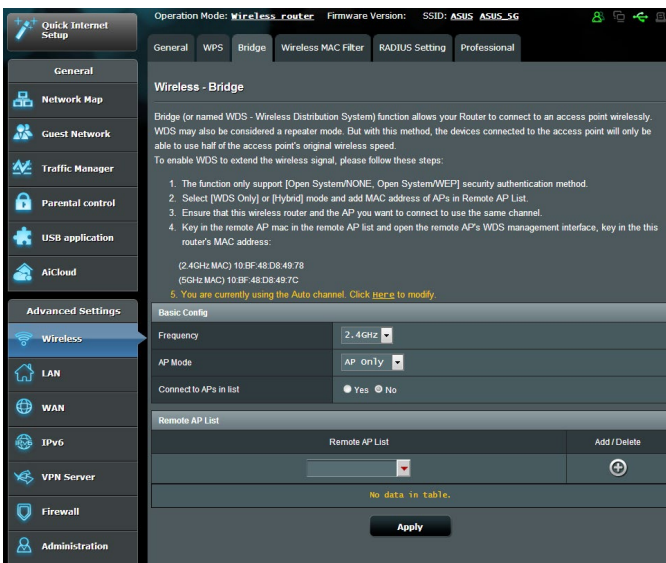 Operation Mode: Wireless router Firmware Version: SSID: ASUS ASUS_5G
Quick Internet
Setup
General
Network Map
Guest Network
Traffic Manager
Parental control
USB application
AiCloud
Advanced Settings
Wireless
LAN
WAN
IPv6
VPN Server
Firewall
Administration
General WPS Bridge Wireless MAC Filter RADIUS Setting Professional
Wireless - Bridge
Bridge (or named WDS - Wireless Distribution System) function allows your Router to connect to an access point wirelessly.
WDS may also be considered a repeater mode. But with this method, the devices connected to the access point will only be
able to use half of the access point's original wireless speed.
To enable WDS to extend the wireless signal, please follow these steps:
1. The function only support [Open System/NONE, Open System/WEP] security authentication method.
2. Select [WDS Only] or [Hybrid] mode and add MAC address of APs in Remote AP List.
3. Ensure that this wireless router and the AP you want to connect to use the same channel.
4. Key in the remote AP mac in the remote AP list and open the remote AP's WDS management interface, key in the this
router's MAC address:
(2.4GHz MAC) 10:BF:48:D8:49:78
(5GHz MAC) 10:BF:48:D8:49:7C
5. You are currently using the Auto channel. Click Here to modify.
Basic Config
Frequency 2.4GHz
AP Mode AP Only
Connect to APs in list Yes No
Remote AP List
Remote AP List Add / Delete
No data in table.
Apply